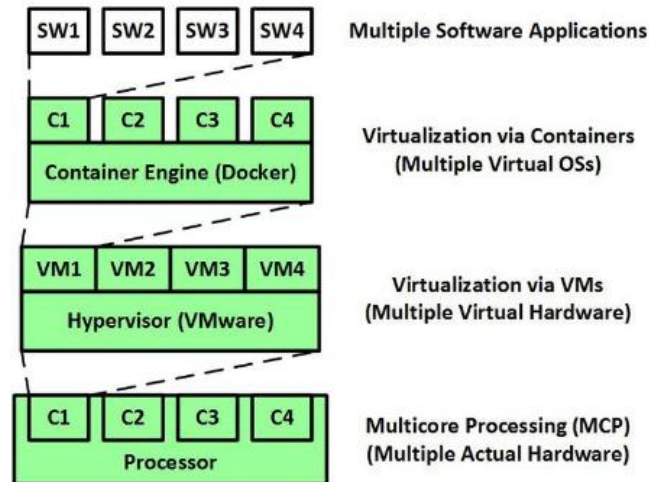 SW1 SW2 SW3 SW4 Multiple Software Applications
C1 C2 C3 C4
Container Engine (Docker)
Virtualization via Containers
(Multiple Virtual OSs)
VM1 VM2 VM3 VM4
Hypervisor (VMware)
Virtualization via VMs
(Multiple Virtual Hardware)
C1 C2 C3 C4
Processor
Multicore Processing (MCP)
(Multiple Actual Hardware)